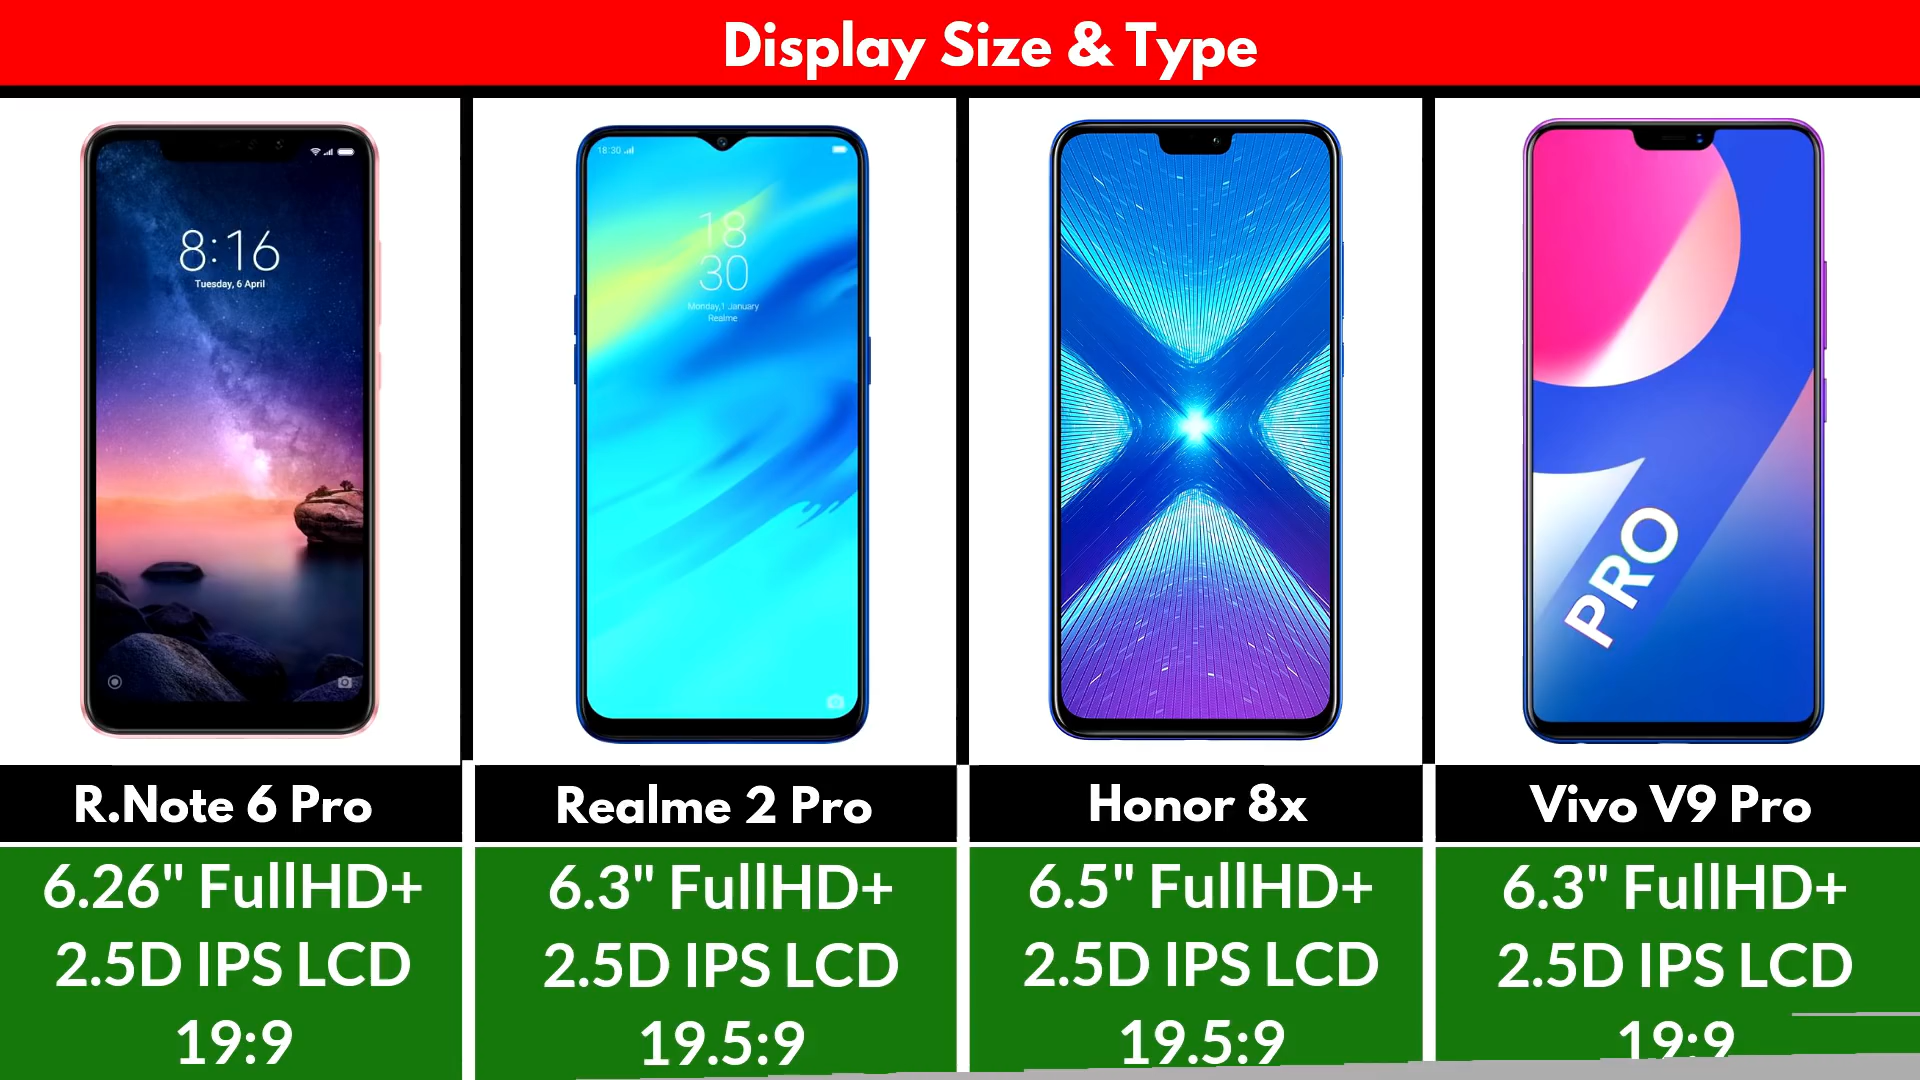 Display Size & Type
8:16
Tuesday, 6 April
18:30
18
30
Monday,1 January
Realme
PRO
R.Note 6 Pro
Realme 2 Pro
Honor 8x
Vivo V9 Pro
6.26" FullHD+
2.5D IPS LCD
19:9
6.3" FullHD+
2.5D IPS LCD
19.5:9
6.5" FullHD+
2.5D IPS LCD
19.5:9
6.3" FullHD+
2.5D IPS LCD
19:9